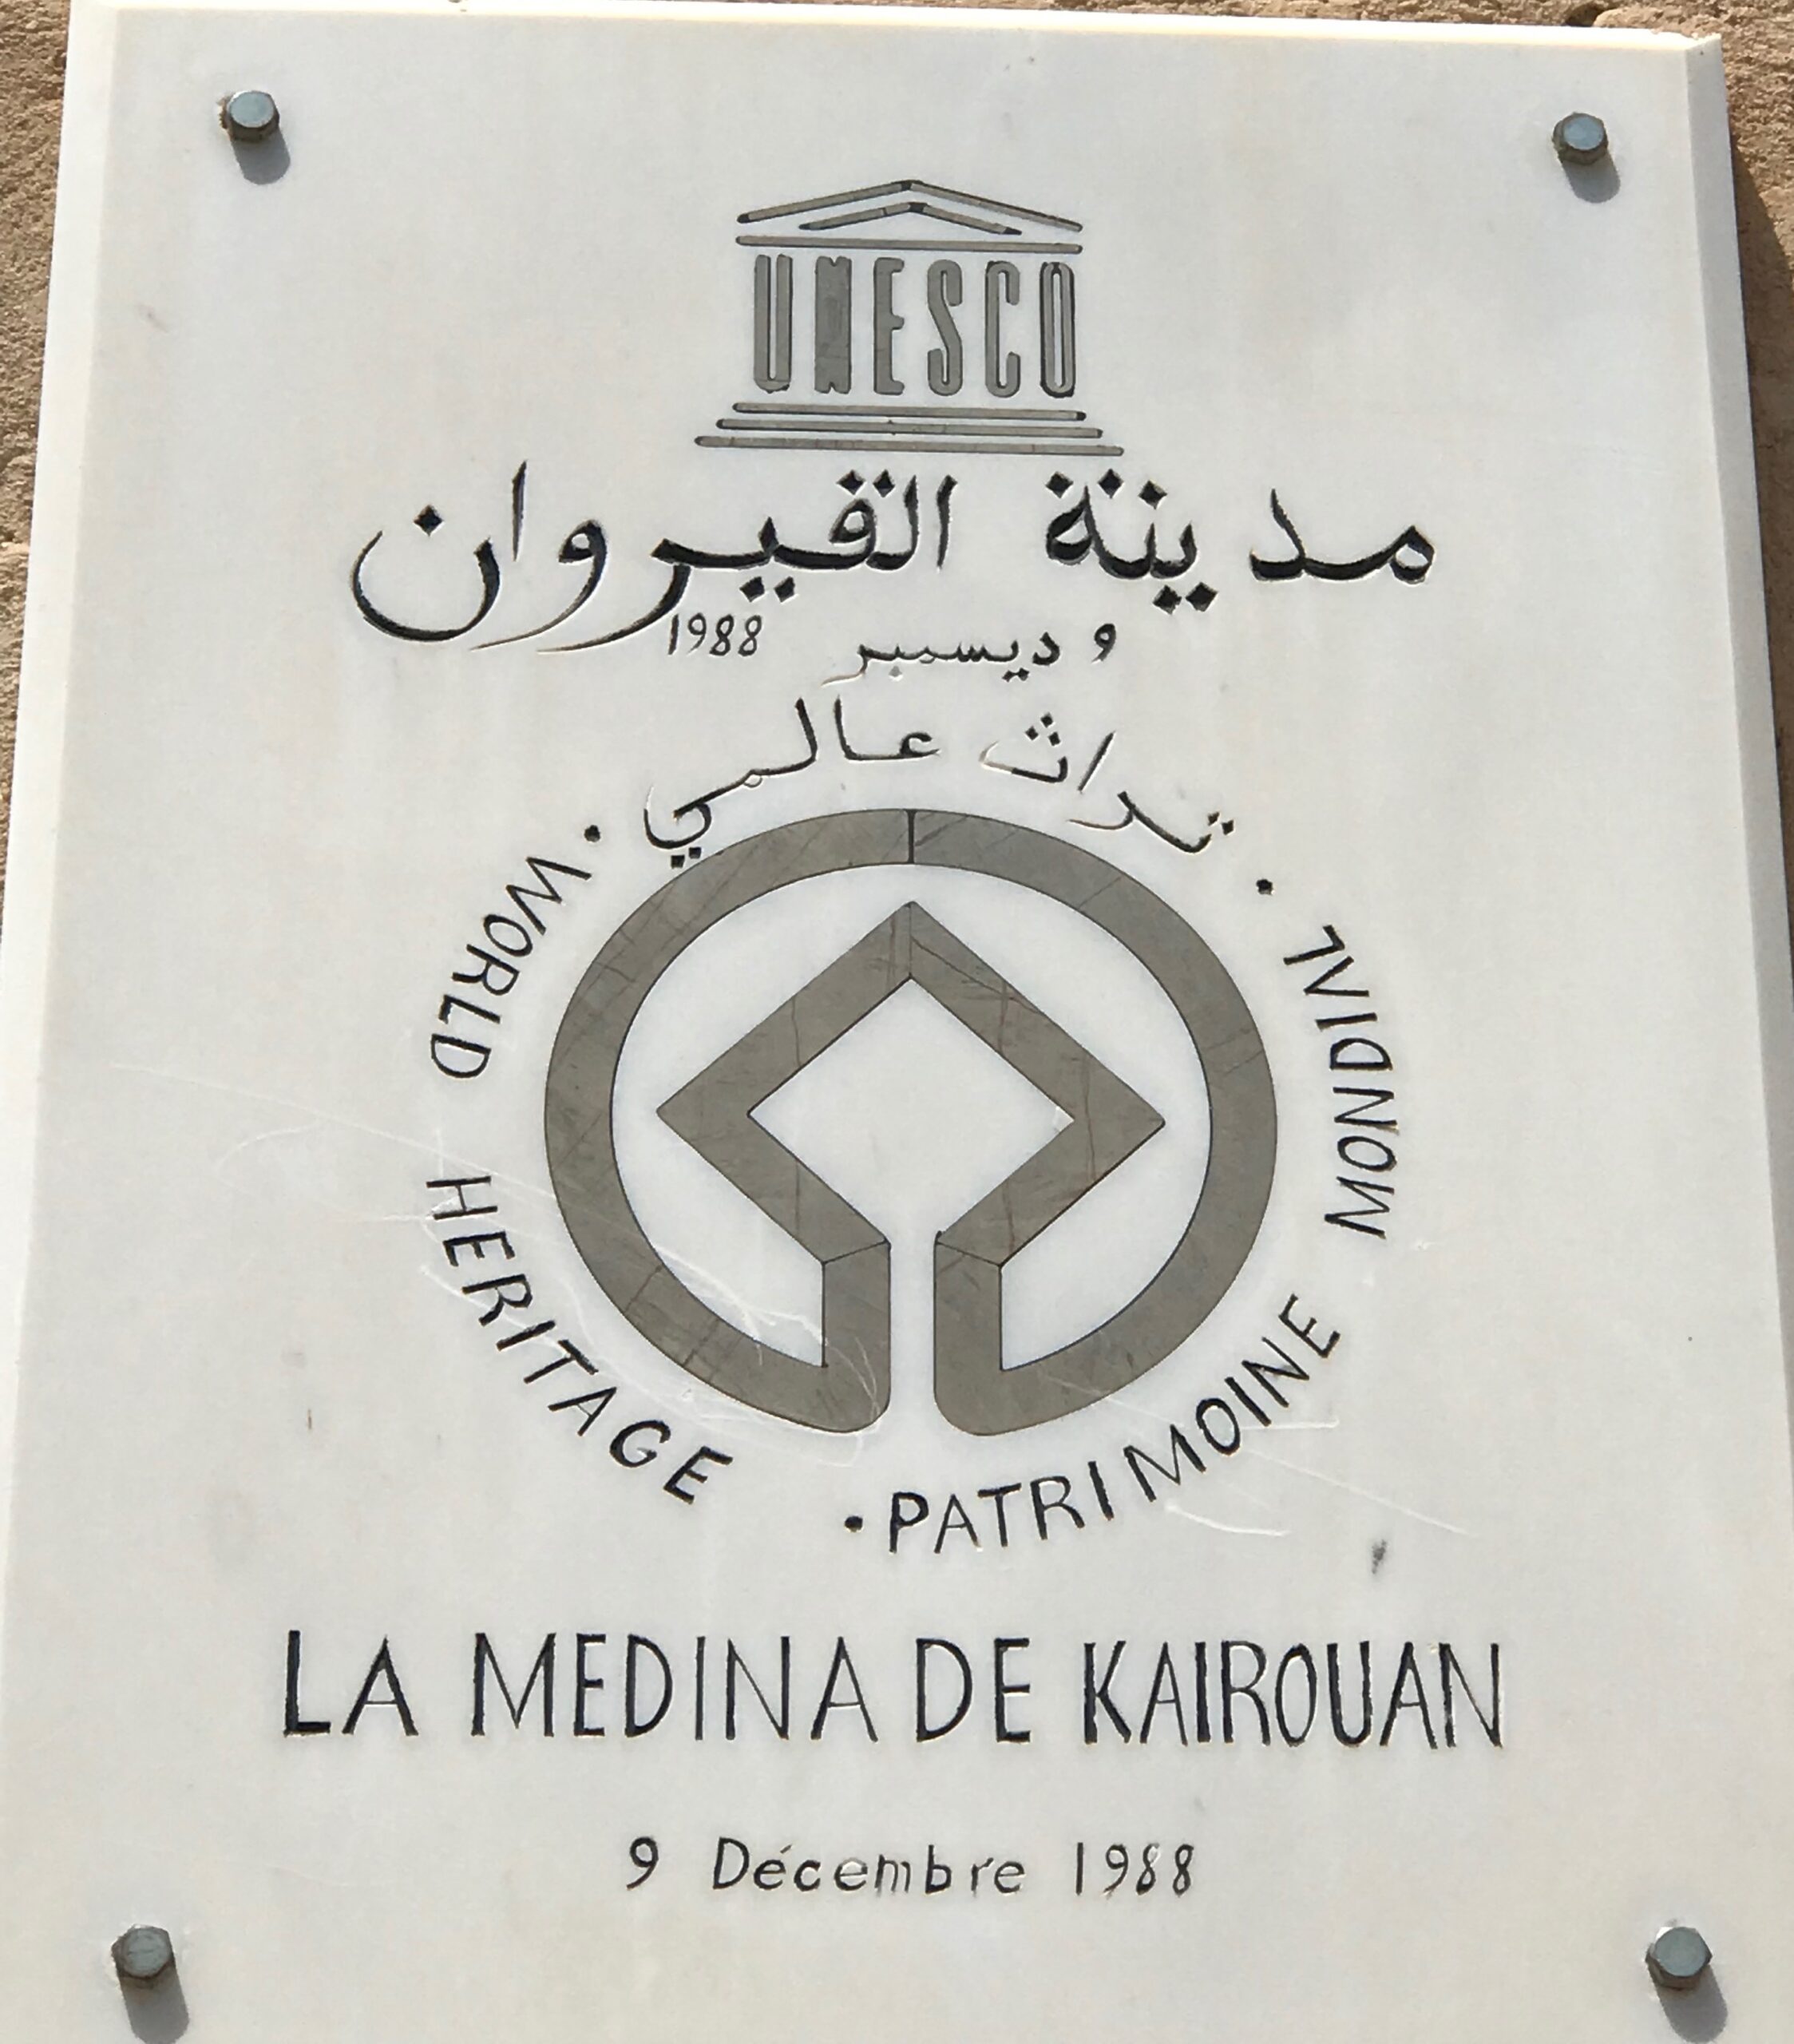 UNESCO
مدينة القيروان
9 ديسمبر 1988
تراث عالمي
· WORLD HERITAGE
· PATRIMOINE MONDIAL ·
LA MEDINA DE KAIROUAN
9 Décembre 1988